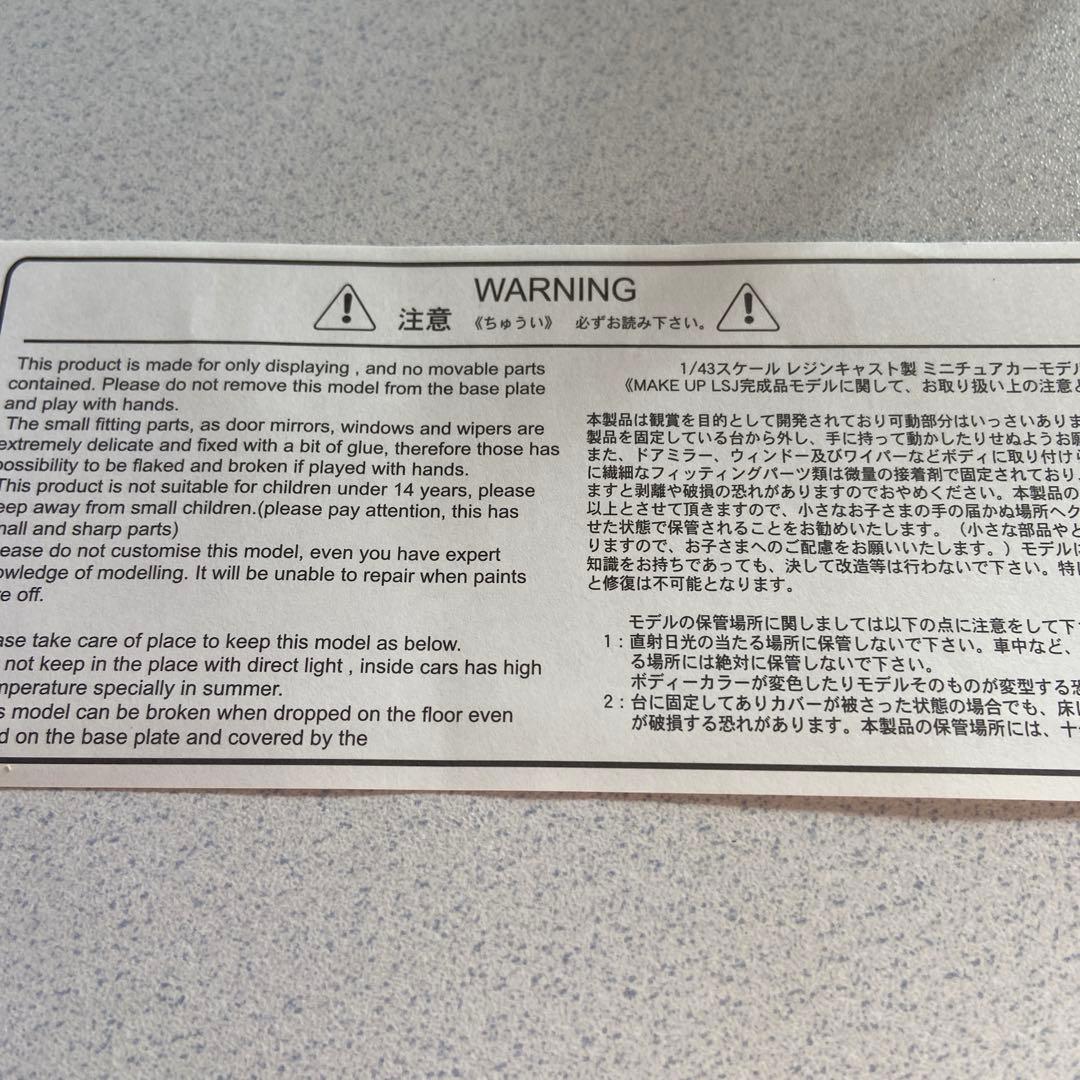 WARNING
注意 《ちゅうい》 必ずお読み下さい。
This product is made for only displaying , and no movable parts
contained. Please do not remove this model from the base plate
and play with hands.
The small fitting parts, as door mirrors, windows and wipers are
extremely delicate and fixed with a bit of glue, therefore those has
possibility to be flaked and broken if played with hands.
This product is not suitable for children under 14 years, please
eep away from small children.(please pay attention, this has
nall and sharp parts)
ease do not customise this model, even you have expert
owledge of modelling. It will be unable to repair when paints
e off.
ase take care of place to keep this model as below.
not keep in the place with direct light , inside cars has high
mperature specially in summer.
s model can be broken when dropped on the floor even
d on the base plate and covered by the
1/43スケール レジンキャスト製 ミニチュアカーモデル
《MAKE UP LSJ完成品モデルに関して、お取り扱い上の注意と
本製品は観賞を目的として開発されており可動部分はいっさいありま
製品を固定している台から外し、手に持って動かしたりせぬようお願
また、ドアミラー、ウィンドー及びワイパーなどボディに取り付けら
に繊細なフィッティングパーツ類は微量の接着剤で固定されており、
ますと剥離や破損の恐れがありますのでおやめください。本製品の
以上とさせて頂きますので、小さなお子さまの手の届かぬ場所へク
せた状態で保管されることをお勧めいたします。（小さな部品やと
りますので、お子さまへのご配慮をお願いいたします。）モデルに
知識をお持ちであっても、決して改造等は行わないで下さい。特に
と修復は不可能となります。
モデルの保管場所に関しましては以下の点に注意をして下
1：直射日光の当たる場所に保管しないで下さい。車中など、
る場所には絶対に保管しないで下さい。
ボディーカラーが変色したりモデルそのものが変型する恐
2：台に固定してありカバーが被さった状態の場合でも、床に
が破損する恐れがあります。本製品の保管場所には、十